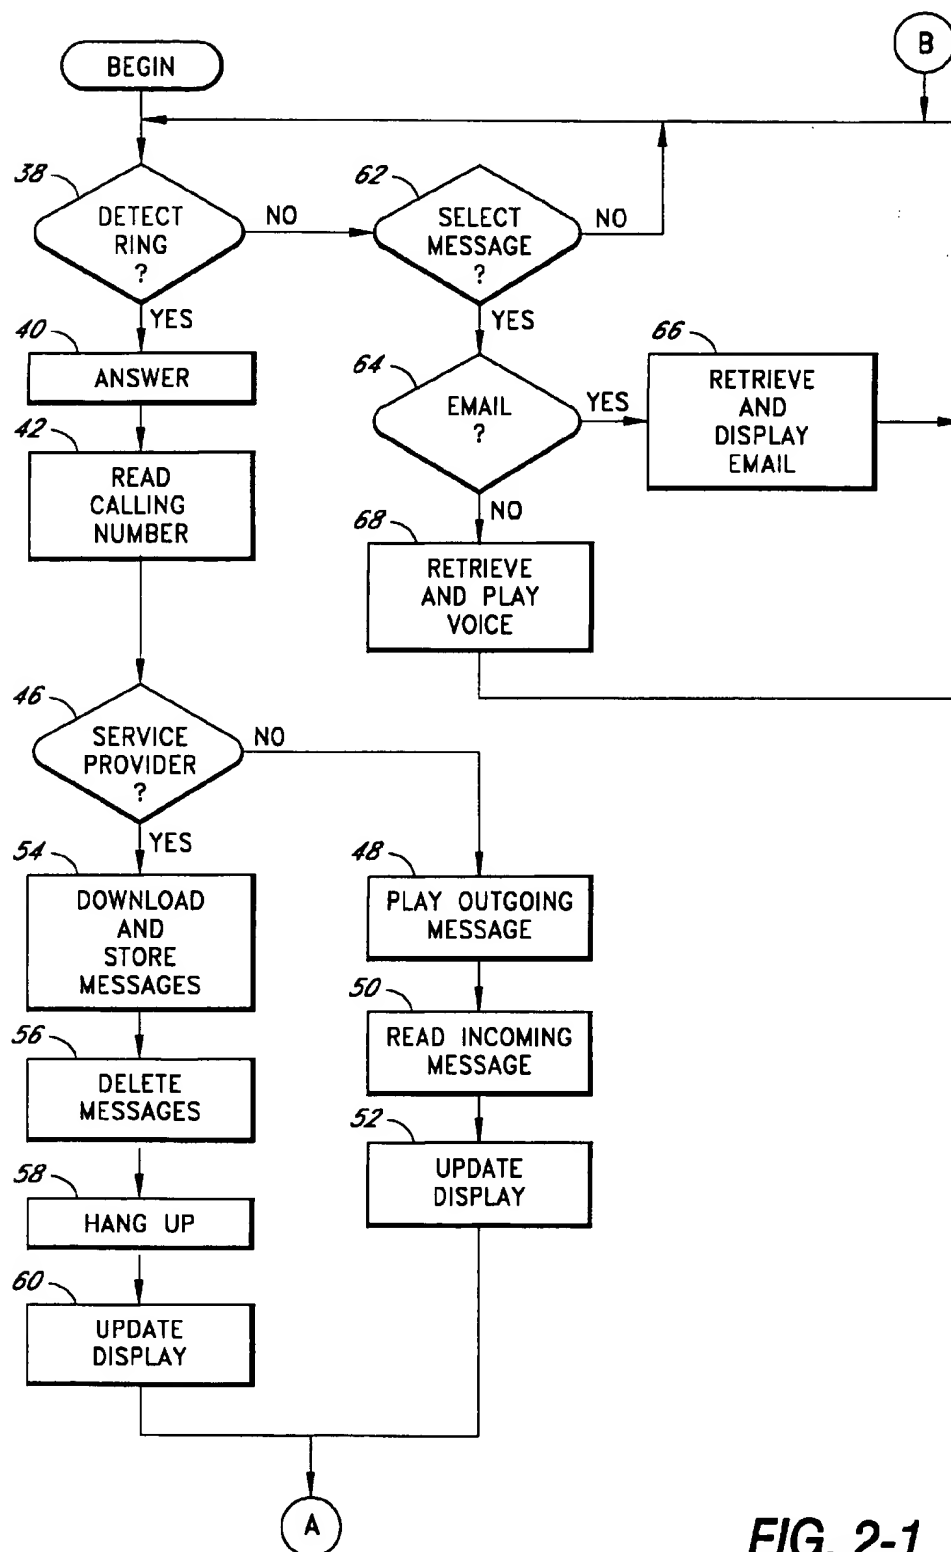 B
BEGIN
38
DETECT
RING
?
NO
YES
62
SELECT
MESSAGE
?
NO
YES
40
ANSWER
42
READ
CALLING
NUMBER
64
EMAIL
?
YES
NO
66
RETRIEVE
AND
DISPLAY
EMAIL
68
RETRIEVE
AND PLAY
VOICE
46
SERVICE
PROVIDER
?
NO
YES
54
DOWNLOAD
AND
STORE
MESSAGES
56
DELETE
MESSAGES
58
HANG UP
60
UPDATE
DISPLAY
48
PLAY OUTGOING
MESSAGE
50
READ INCOMING
MESSAGE
52
UPDATE
DISPLAY
A
FIG. 2-1